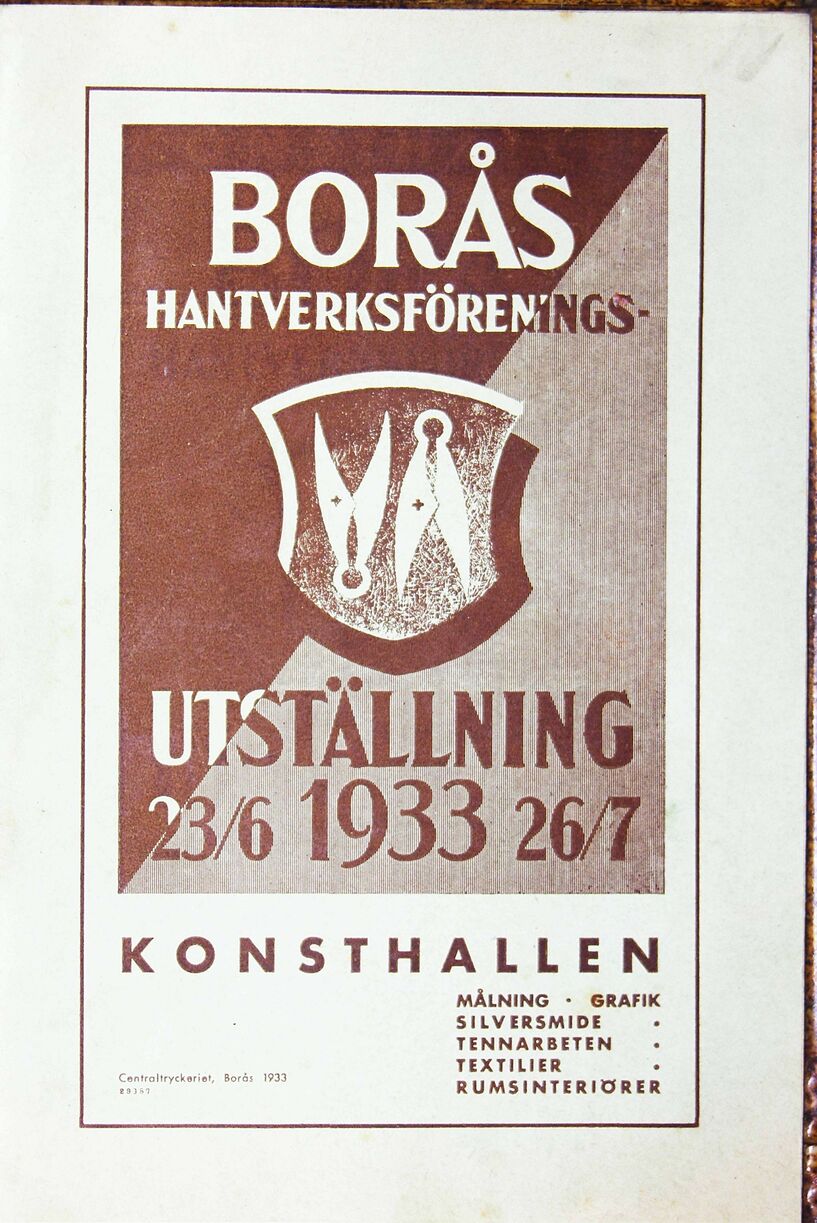 BORÅS
HANTVERKSFÖRENINGS-
UTSTÄLLNING
23/6 1933 26/7
KONSTHALLEN
MÅLNING · GRAFIK
SILVERSMIDE ·
TENNARBETEN ·
TEXTILIER ·
RUMSINTERIÖRER
Centraltryckeriet, Borås 1933